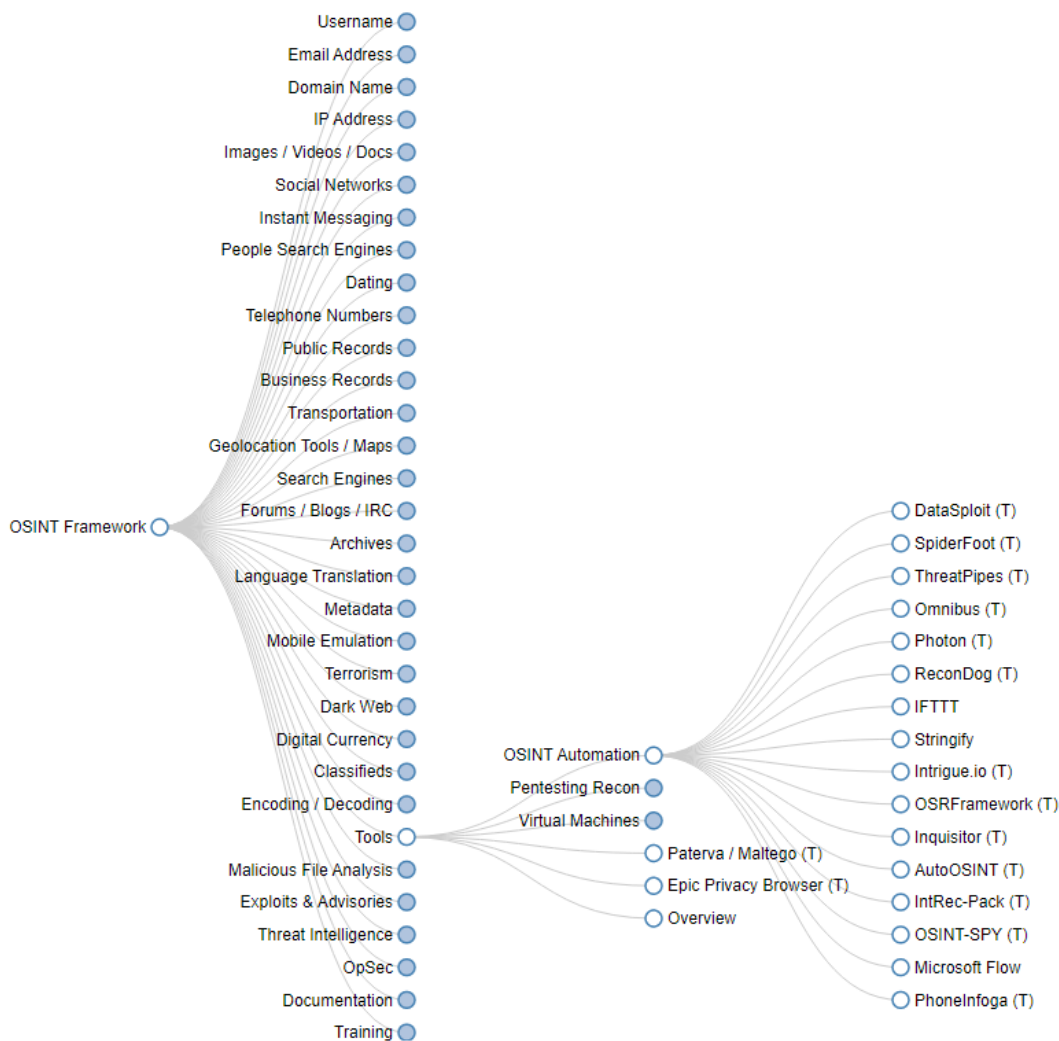 Username
Email Address
Domain Name
IP Address
Images / Videos / Docs
Social Networks
Instant Messaging
People Search Engines
Dating
Telephone Numbers
Public Records
Business Records
Transportation
Geolocation Tools / Maps
Search Engines
Forums / Blogs / IRC
OSINT Framework
Archives
Language Translation
Metadata
Mobile Emulation
Terrorism
Dark Web
Digital Currency
Classifieds
Encoding / Decoding
Tools
Malicious File Analysis
Exploits & Advisories
Threat Intelligence
OpSec
Documentation
Training
OSINT Automation
Pentesting Recon
Virtual Machines
Paterva / Maltego (T)
Epic Privacy Browser (T)
Overview
DataSploit (T)
SpiderFoot (T)
ThreatPipes (T)
Omnibus (T)
Photon (T)
ReconDog (T)
IFTTT
Stringify
Intrigue.io (T)
OSRFramework (T)
Inquisitor (T)
AutoOSINT (T)
IntRec-Pack (T)
OSINT-SPY (T)
Microsoft Flow
PhoneInfoga (T)